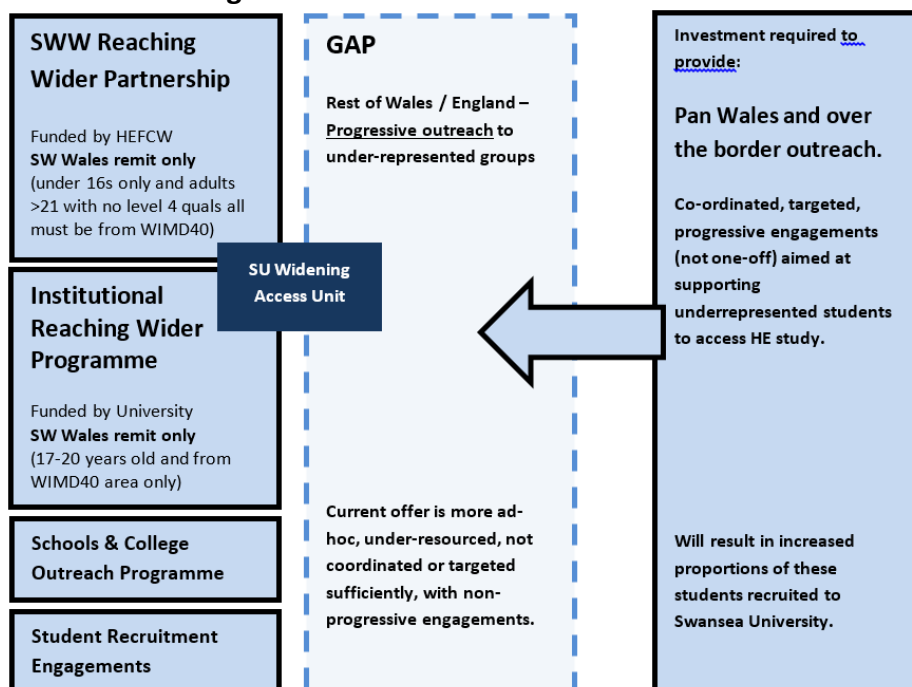 SWW Reaching
Wider Partnership
Funded by HEFCW
SW Wales remit only
(under 16s only and adults
>21 with no level 4 quals all
must be from WIMD40)
SU Widening
Access Unit
Institutional
Reaching Wider
Programme
Funded by University
SW Wales remit only
(17-20 years old and from
WIMD40 area only)
Schools & College
Outreach Programme
Student Recruitment
Engagements
GAP
Rest of Wales / England –
Progressive outreach to
under-represented groups
Current offer is more ad-
hoc, under-resourced, not
coordinated or targeted
sufficiently, with non-
progressive engagements.
Investment required to
provide:
Pan Wales and over
the border outreach.
Co-ordinated, targeted,
progressive engagements
(not one-off) aimed at
supporting
underrepresented students
to access HE study.
Will result in increased
proportions of these
students recruited to
Swansea University.